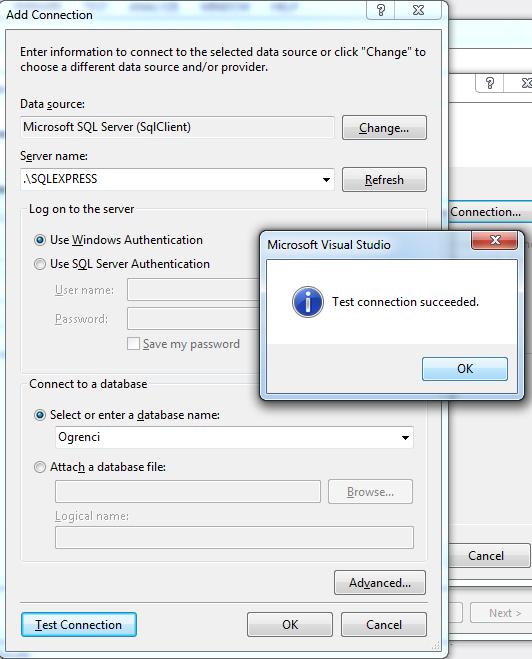 Add Connection
Enter information to connect to the selected data source or click "Change" to
choose a different data source and/or provider.
Data source:
Microsoft SQL Server (SqlClient)
Change...
Server name:
.\SQLEXPRESS
Refresh
Log on to the server
Use Windows Authentication
Use SQL Server Authentication
User name:
Password:
Save my password
Connect to a database
Select or enter a database name:
Ogrenci
Attach a database file:
Browse...
Logical name:
Advanced...
Test Connection
OK
Cancel
Microsoft Visual Studio
Test connection succeeded.
OK
Connection...
Cancel
Next >